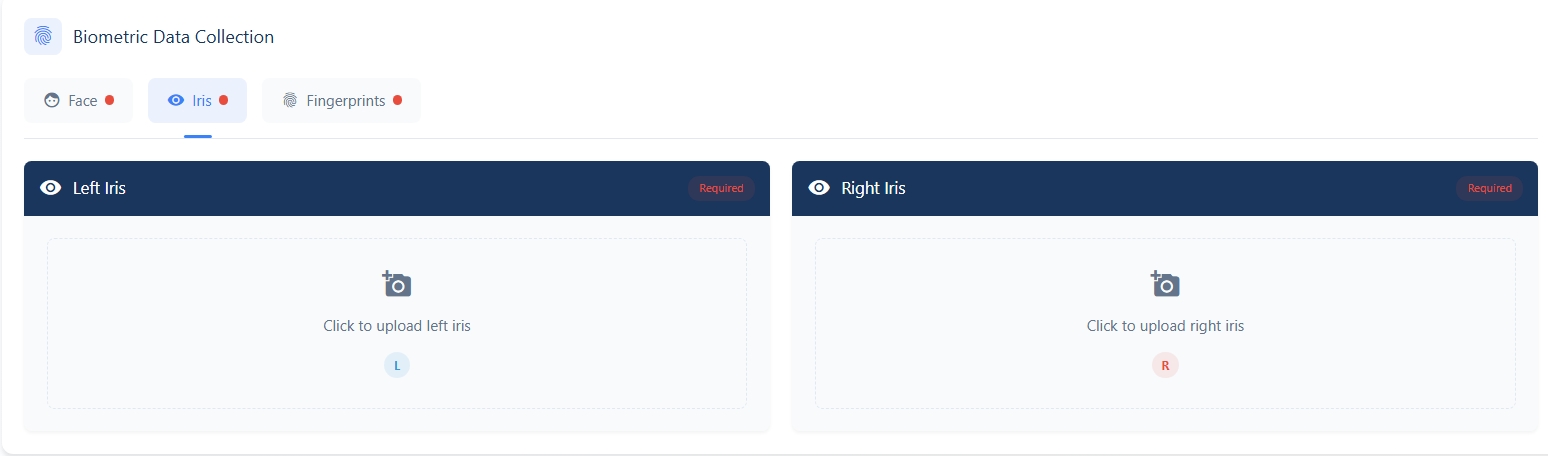 Biometric Data Collection
Face Iris Fingerprints
Left Iris Required
Right Iris Required
Click to upload left iris
L
Click to upload right iris
R